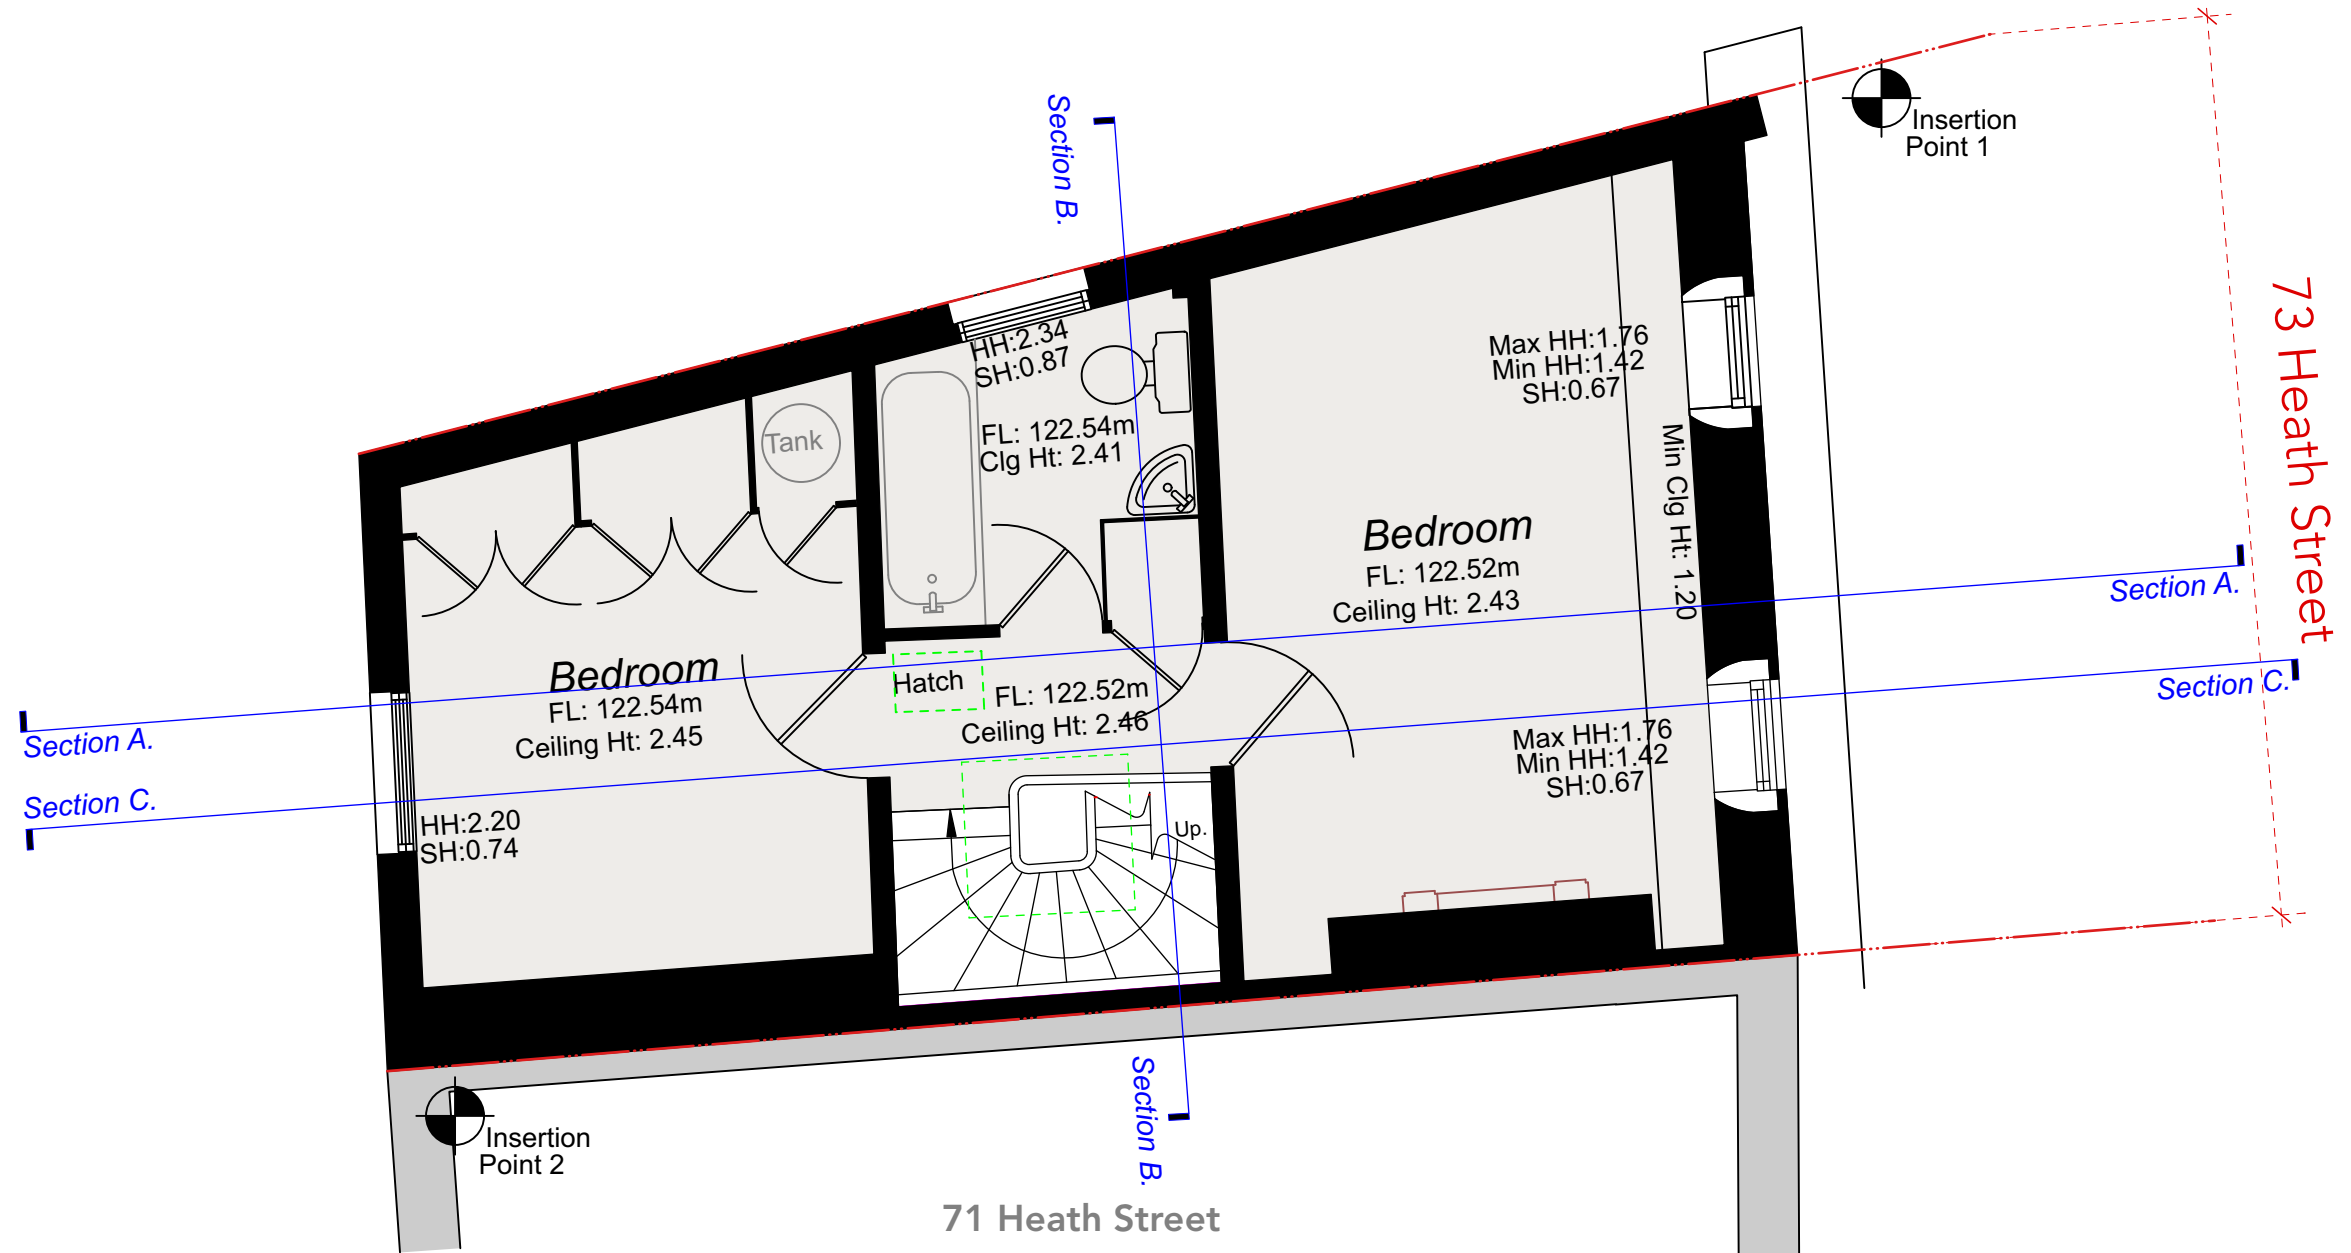 Section B.
Insertion
Point 1
73 Heath Street
HH:2.34
SH:0.87
Max HH:1.76
Min HH:1.42
SH:0.67
Tank
FL: 122.54m
Clg Ht: 2.41
Min Clg Ht: 1.20
Bedroom
FL: 122.52m
Ceiling Ht: 2.43
Section A.
Bedroom
FL: 122.54m
Ceiling Ht: 2.45
Hatch
FL: 122.52m
Ceiling Ht: 2.46
Section C.
Section A.
Max HH:1.76
Min HH:1.42
SH:0.67
Section C.
HH:2.20
SH:0.74
Up.
Section B.
Insertion
Point 2
71 Heath Street